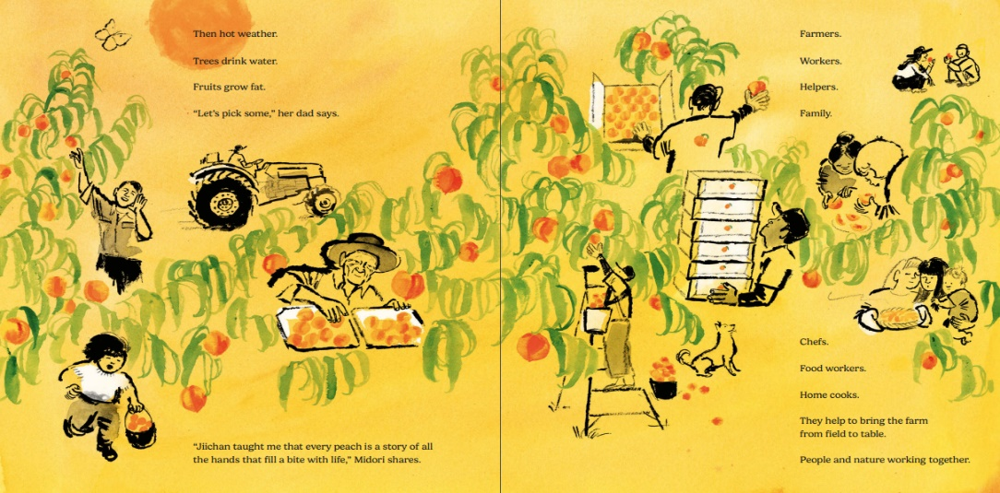 Then hot weather.
Trees drink water.
Fruits grow fat.
“Let’s pick some,” her dad says.
“Jiichan taught me that every peach is a story of all
the hands that fill a bite with life,” Midori shares.
Farmers.
Workers.
Helpers.
Family.
Chefs.
Food workers.
Home cooks.
They help to bring the farm
from field to table.
People and nature working together.